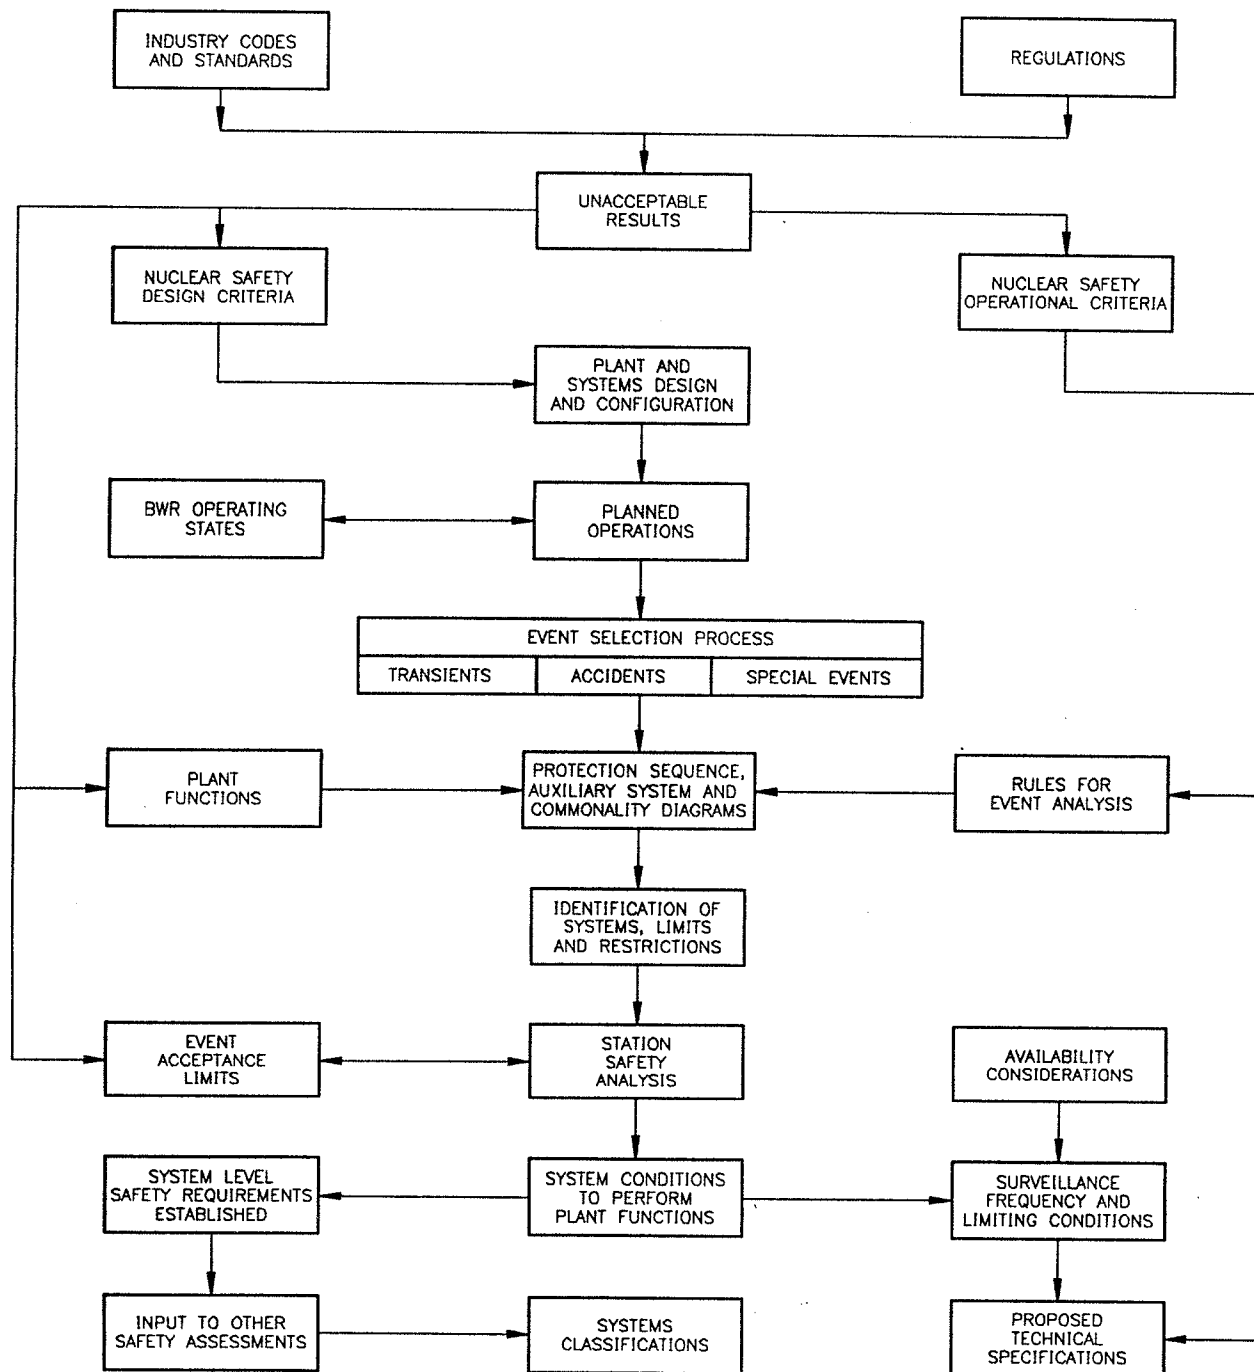 INDUSTRY CODES
AND STANDARDS
REGULATIONS
UNACCEPTABLE
RESULTS
NUCLEAR SAFETY
DESIGN CRITERIA
NUCLEAR SAFETY
OPERATIONAL CRITERIA
PLANT AND
SYSTEMS DESIGN
AND CONFIGURATION
BWR OPERATING
STATES
PLANNED
OPERATIONS
EVENT SELECTION PROCESS
TRANSIENTS
ACCIDENTS
SPECIAL EVENTS
PLANT
FUNCTIONS
PROTECTION SEQUENCE,
AUXILIARY SYSTEM AND
COMMONALITY DIAGRAMS
RULES FOR
EVENT ANALYSIS
IDENTIFICATION OF
SYSTEMS, LIMITS
AND RESTRICTIONS
EVENT
ACCEPTANCE
LIMITS
STATION
SAFETY
ANALYSIS
AVAILABILITY
CONSIDERATIONS
SYSTEM LEVEL
SAFETY REQUIREMENTS
ESTABLISHED
SYSTEM CONDITIONS
TO PERFORM
PLANT FUNCTIONS
SURVEILLANCE
FREQUENCY AND
LIMITING CONDITIONS
INPUT TO OTHER
SAFETY ASSESSMENTS
SYSTEMS
CLASSIFICATIONS
PROPOSED
TECHNICAL
SPECIFICATIONS